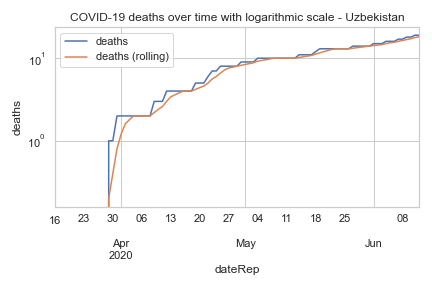 COVID-19 deaths over time with logarithmic scale - Uzbekistan
deaths
deaths (rolling)
10¹
10⁰
deaths
16 23 30 06 13 20 27 04 11 18 25 08
Apr May Jun
2020
dateRep